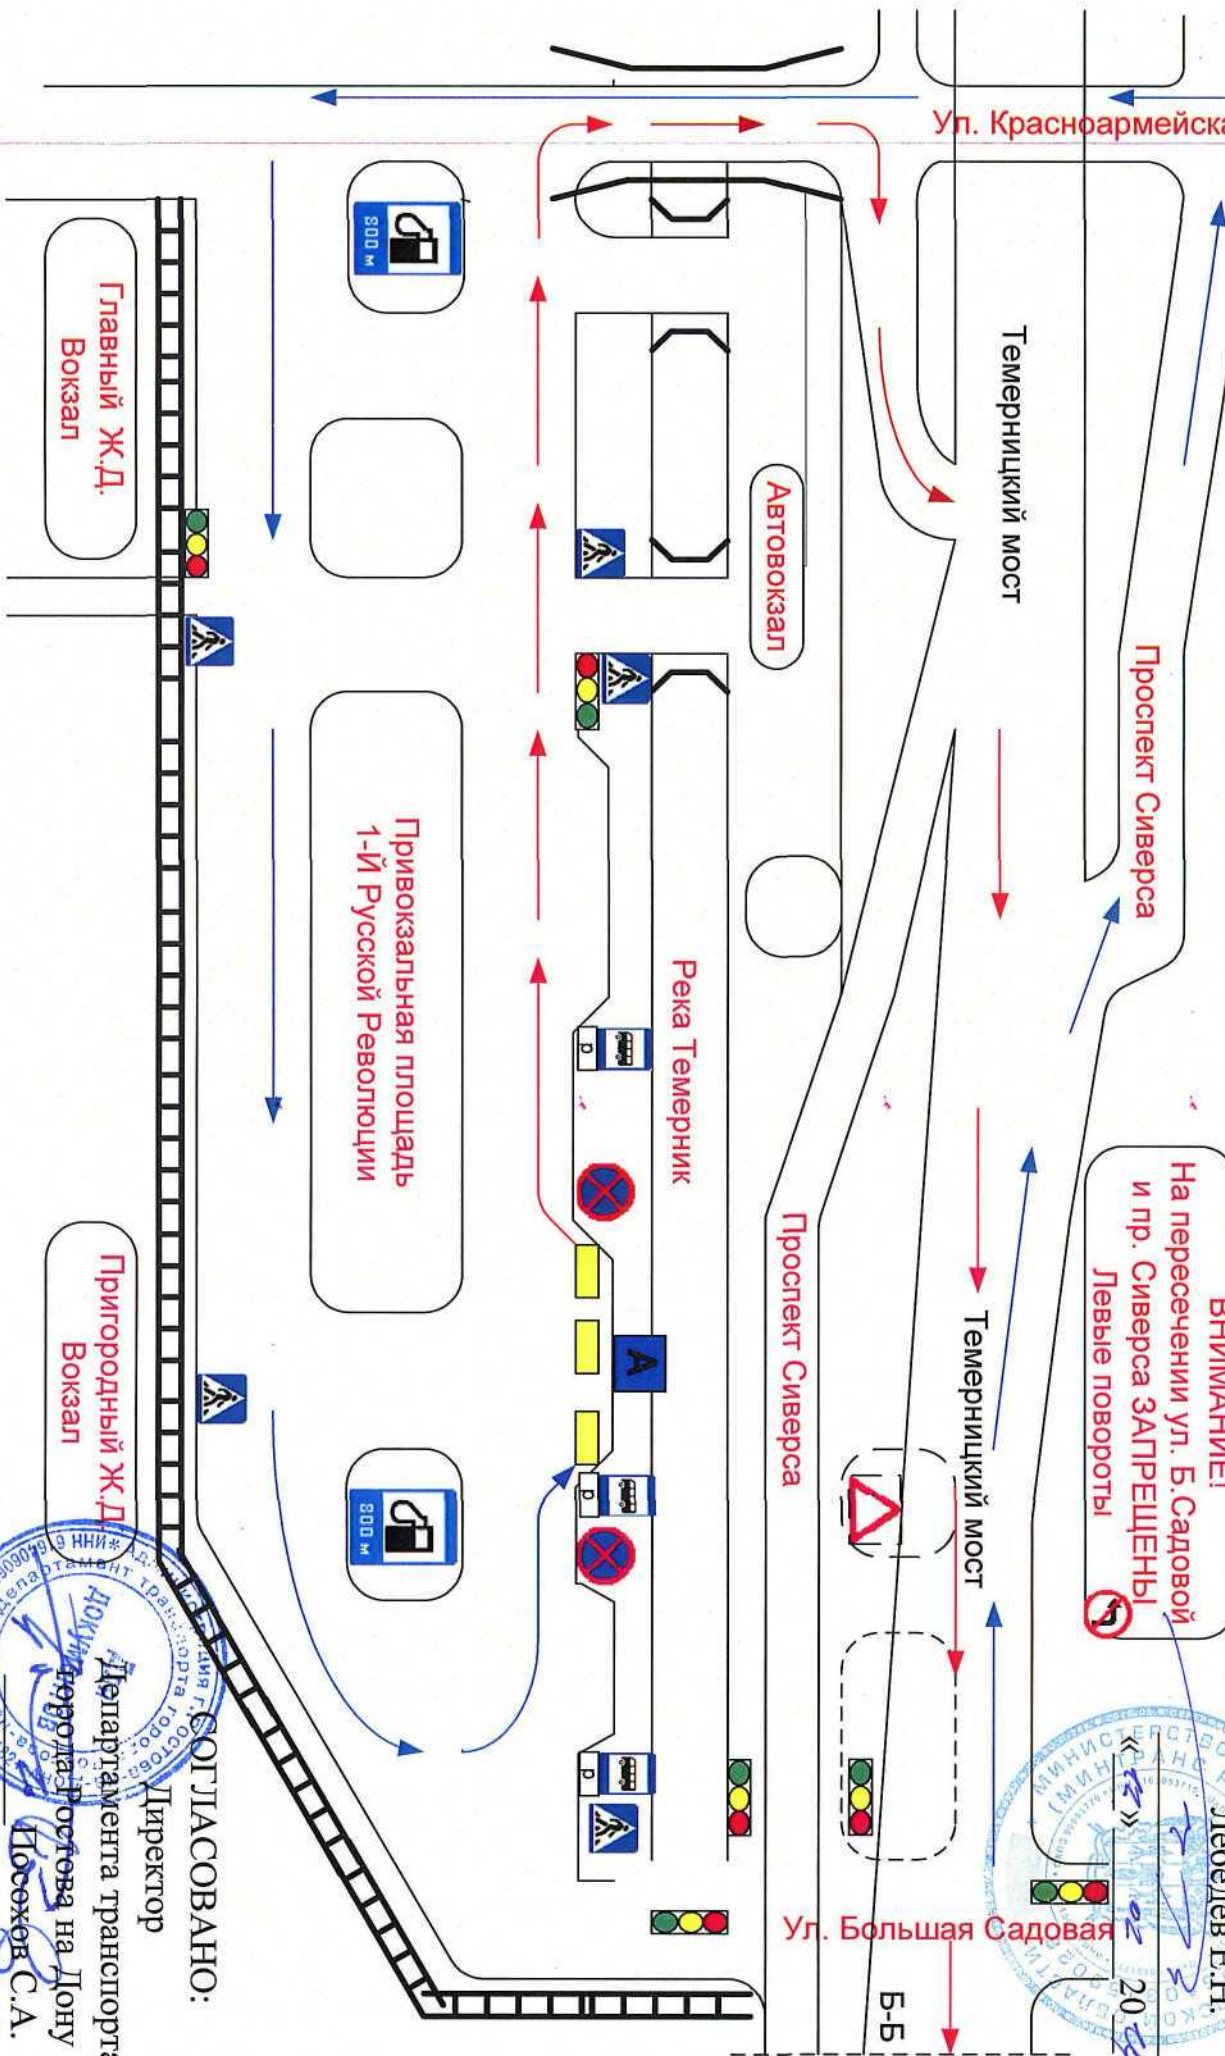 Лебедев Е.Н.
« 02 20
ВНИМАНИЕ!
На пересечении ул. Б.Садовой
и пр. Сиверса ЗАПРЕЩЕНЫ
Левые повороты
Проспект Сиверса
Темерницкий мост
Темерницкий мост
Ул. Большая Садовая
Б-Б
Проспект Сиверса
Автовокзал
Река Темерник
А
d
d
d
800 м
800 м
Привокзальная площадь
1-Й Русской Революции
Главный Ж.Д.
Вокзал
Пригородный Ж.Д.
Вокзал
СОГЛАСОВАНО:
Директор
Департамента транспорта
города Ростова на Дону
Посохов С.А.